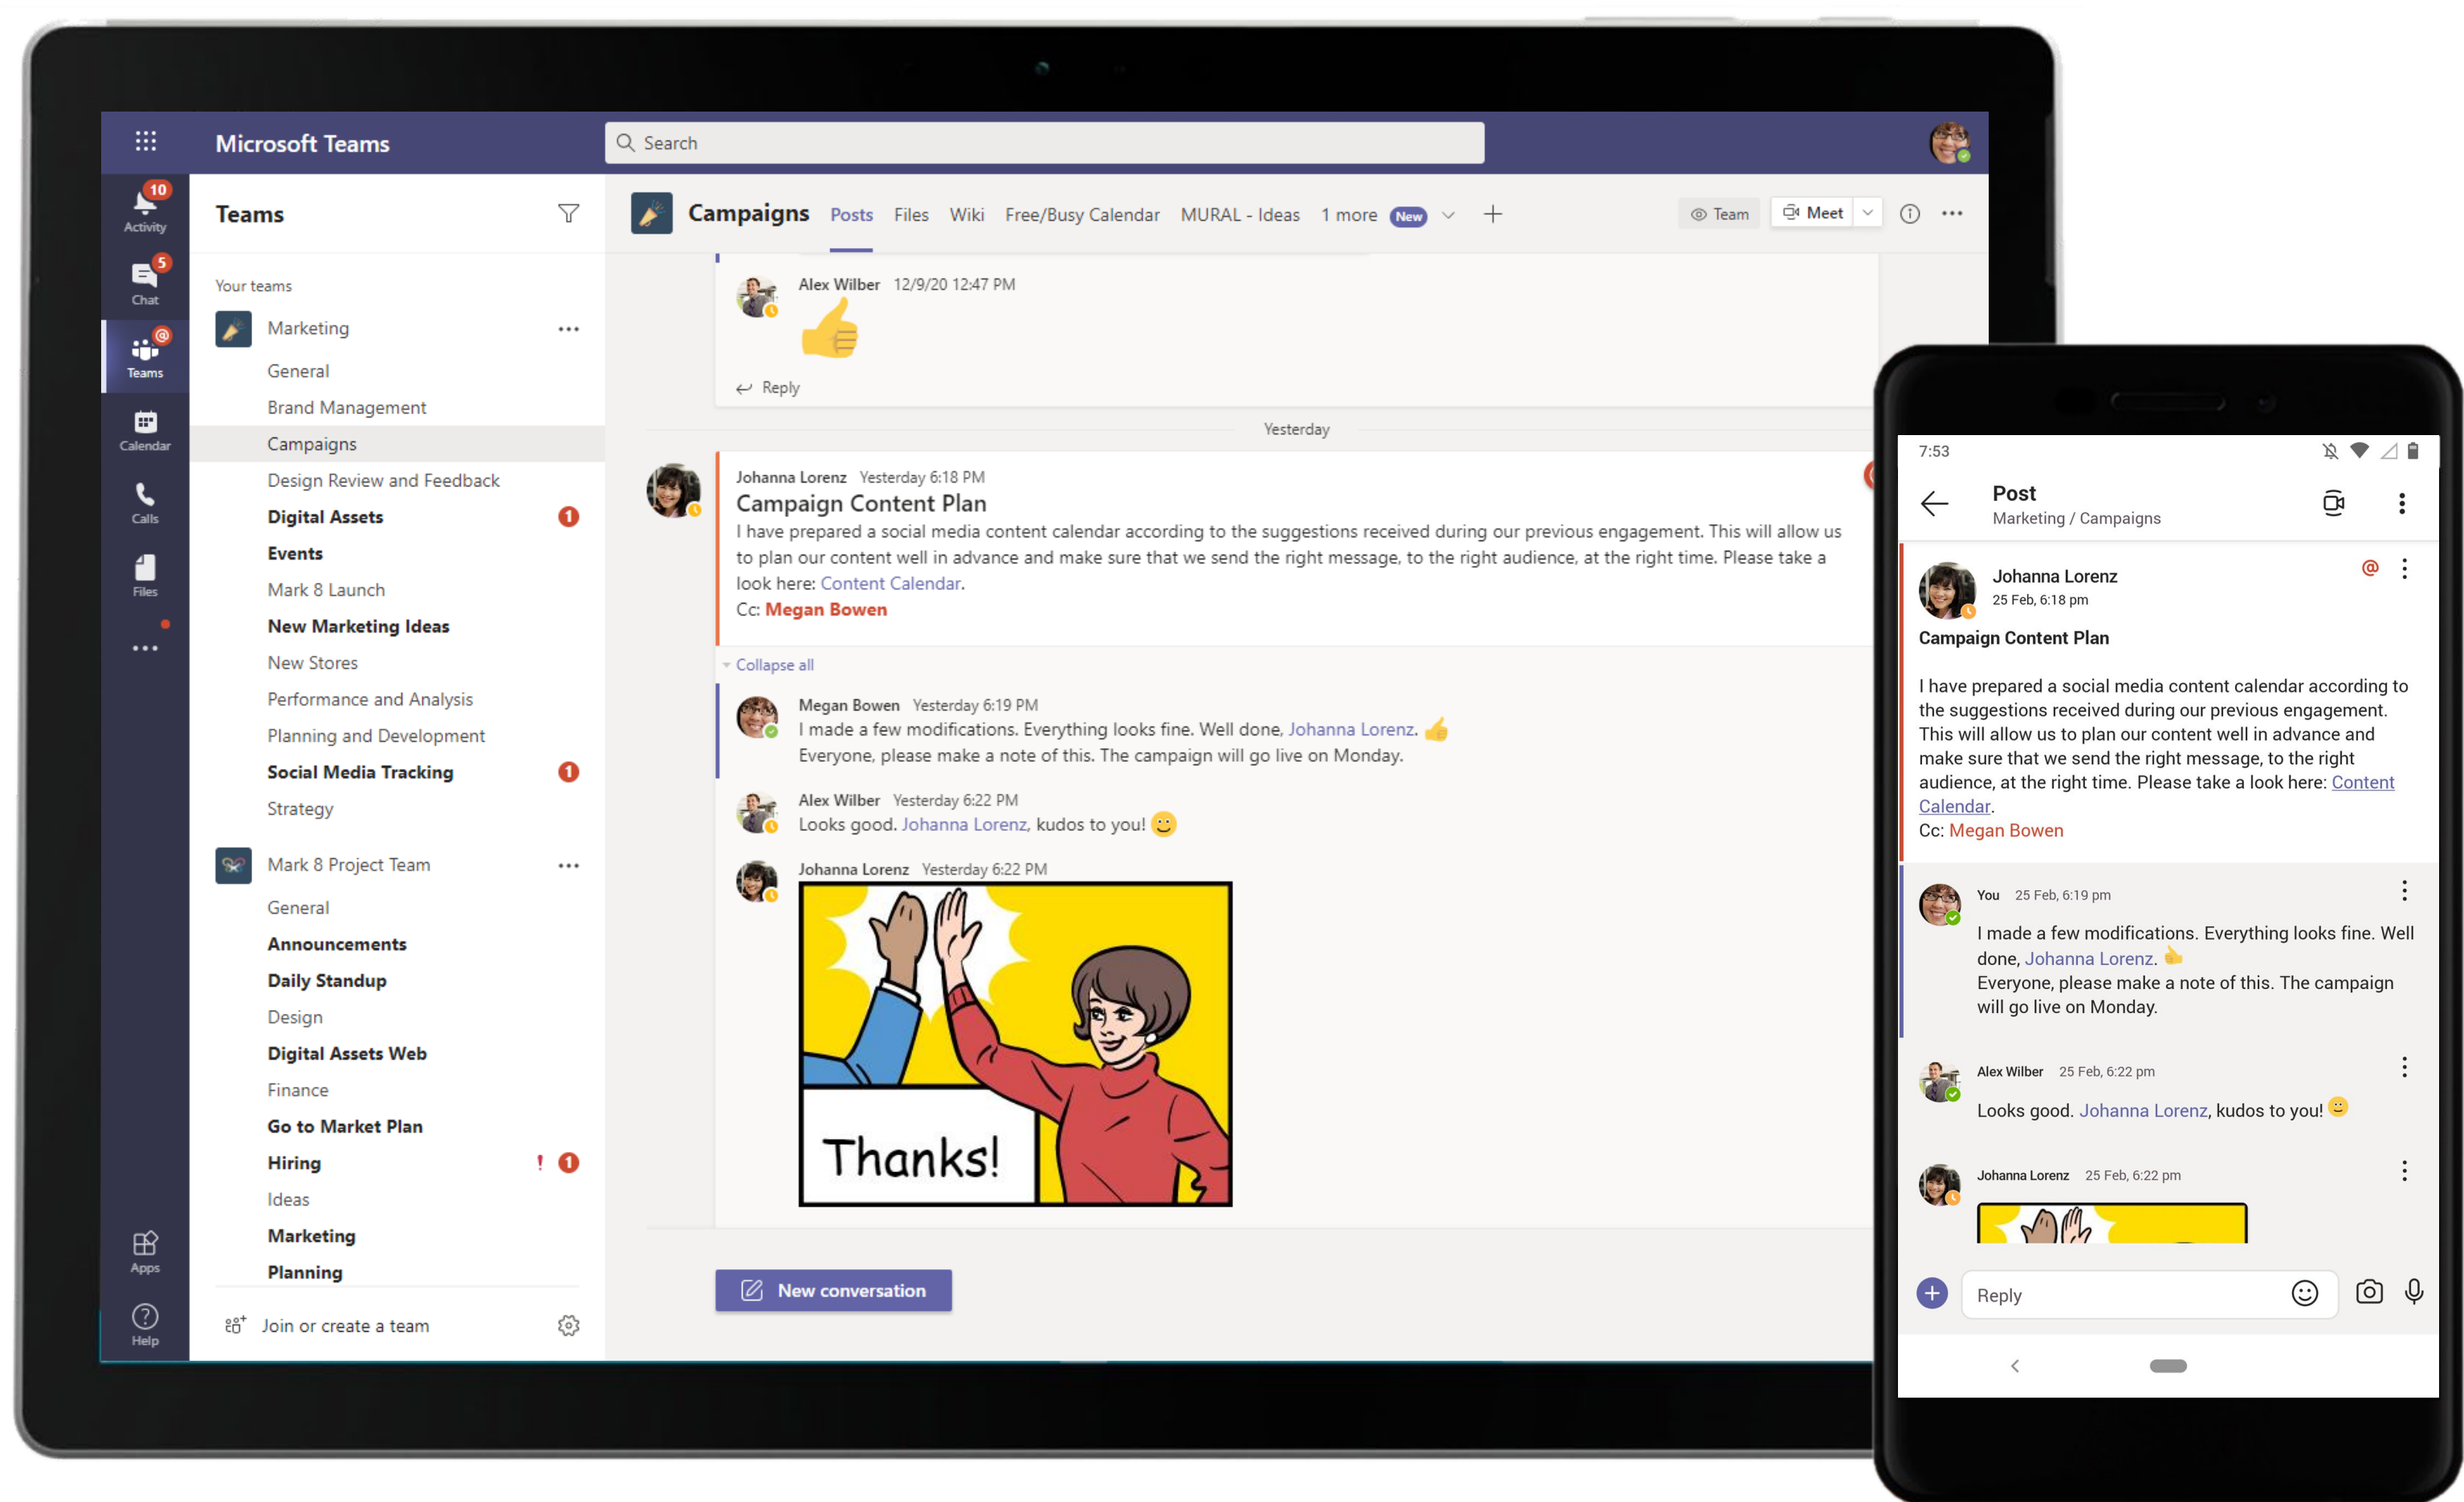 Microsoft Teams
Search
10
Activity
5
Chat
@
Teams
Calendar
Calls
Files
Apps
Help
Teams
Your teams
Marketing
General
Brand Management
Campaigns
Design Review and Feedback
Digital Assets 1
Events
Mark 8 Launch
New Marketing Ideas
New Stores
Performance and Analysis
Planning and Development
Social Media Tracking 1
Strategy
Mark 8 Project Team
General
Announcements
Daily Standup
Design
Digital Assets Web
Finance
Go to Market Plan
Hiring ! 1
Ideas
Marketing
Planning
Join or create a team
Campaigns Posts Files Wiki Free/Busy Calendar MURAL - Ideas 1 more New Team Meet
Alex Wilber 12/9/20 12:47 PM
Reply
Yesterday
Johanna Lorenz Yesterday 6:18 PM
Campaign Content Plan
I have prepared a social media content calendar according to the suggestions received during our previous engagement. This will allow us
to plan our content well in advance and make sure that we send the right message, to the right audience, at the right time. Please take a
look here: Content Calendar.
Cc: Megan Bowen
Collapse all
Megan Bowen Yesterday 6:19 PM
I made a few modifications. Everything looks fine. Well done, Johanna Lorenz. 👍
Everyone, please make a note of this. The campaign will go live on Monday.
Alex Wilber Yesterday 6:22 PM
Looks good. Johanna Lorenz, kudos to you! 🙂
Johanna Lorenz Yesterday 6:22 PM
Thanks!
New conversation
7:53
Post
Marketing / Campaigns
Johanna Lorenz @
25 Feb, 6:18 pm
Campaign Content Plan
I have prepared a social media content calendar according to
the suggestions received during our previous engagement.
This will allow us to plan our content well in advance and
make sure that we send the right message, to the right
audience, at the right time. Please take a look here: Content
Calendar.
Cc: Megan Bowen
You 25 Feb, 6:19 pm
I made a few modifications. Everything looks fine. Well
done, Johanna Lorenz. 👍
Everyone, please make a note of this. The campaign
will go live on Monday.
Alex Wilber 25 Feb, 6:22 pm
Looks good. Johanna Lorenz, kudos to you! 🙂
Johanna Lorenz 25 Feb, 6:22 pm
Reply